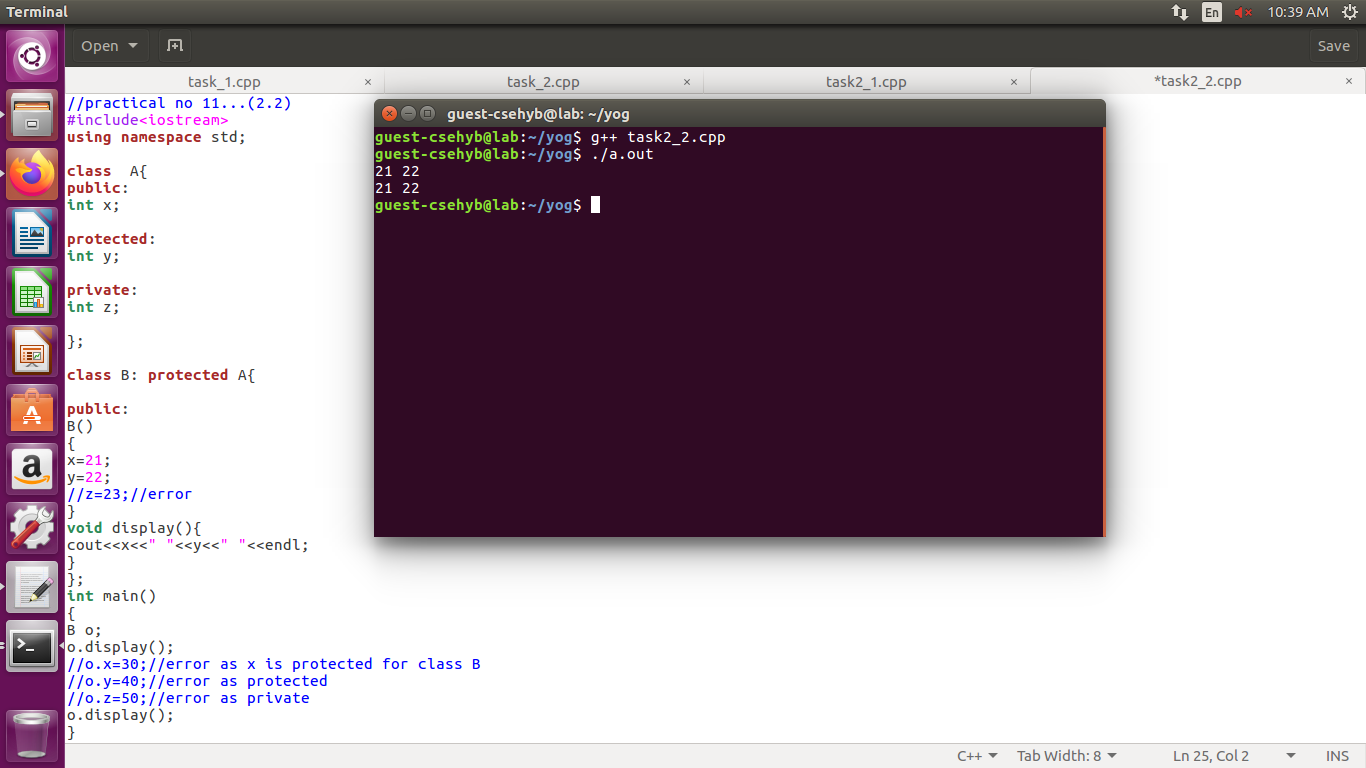 Terminal
En
10:39 AM
Open
Save
task_1.cpp ×
task_2.cpp ×
task2_1.cpp ×
*task2_2.cpp ×
//practical no 11...(2.2)
#include<iostream>
using namespace std;
class  A{
public:
int x;
protected:
int y;
private:
int z;
};
class B: protected A{
public:
B()
{
x=21;
y=22;
//z=23;//error
}
void display(){
cout<<x<<" "<<y<<" "<<endl;
}
};
int main()
{
B o;
o.display();
//o.x=30;//error as x is protected for class B
//o.y=40;//error as protected
//o.z=50;//error as private
o.display();
}
guest-csehyb@lab: ~/yog
guest-csehyb@lab:~/yog$ g++ task2_2.cpp
guest-csehyb@lab:~/yog$ ./a.out
21 22
21 22
guest-csehyb@lab:~/yog$
C++
Tab Width: 8
Ln 25, Col 2
INS